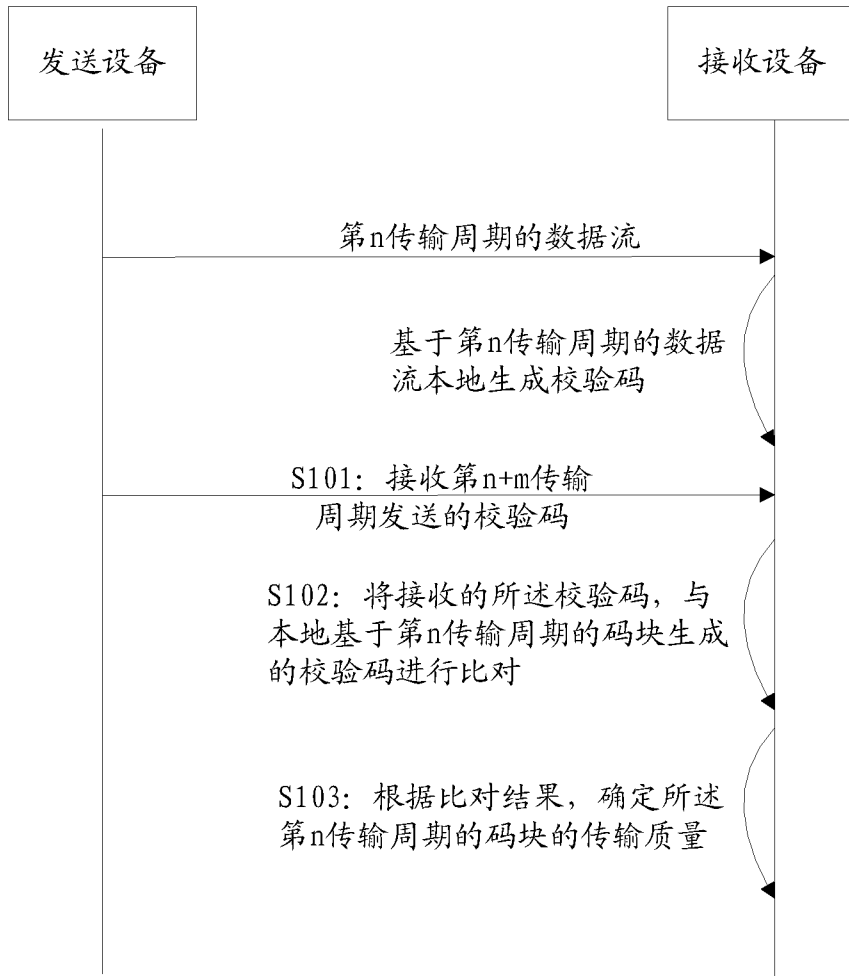 发送设备
接收设备
第n传输周期的数据流
基于第n传输周期的数据
流本地生成校验码
S101: 接收第n+m传输
周期发送的校验码
S102: 将接收的所述校验码, 与
本地基于第n传输周期的码块生成
的校验码进行比对
S103: 根据比对结果, 确定所述
第n传输周期的码块的传输质量